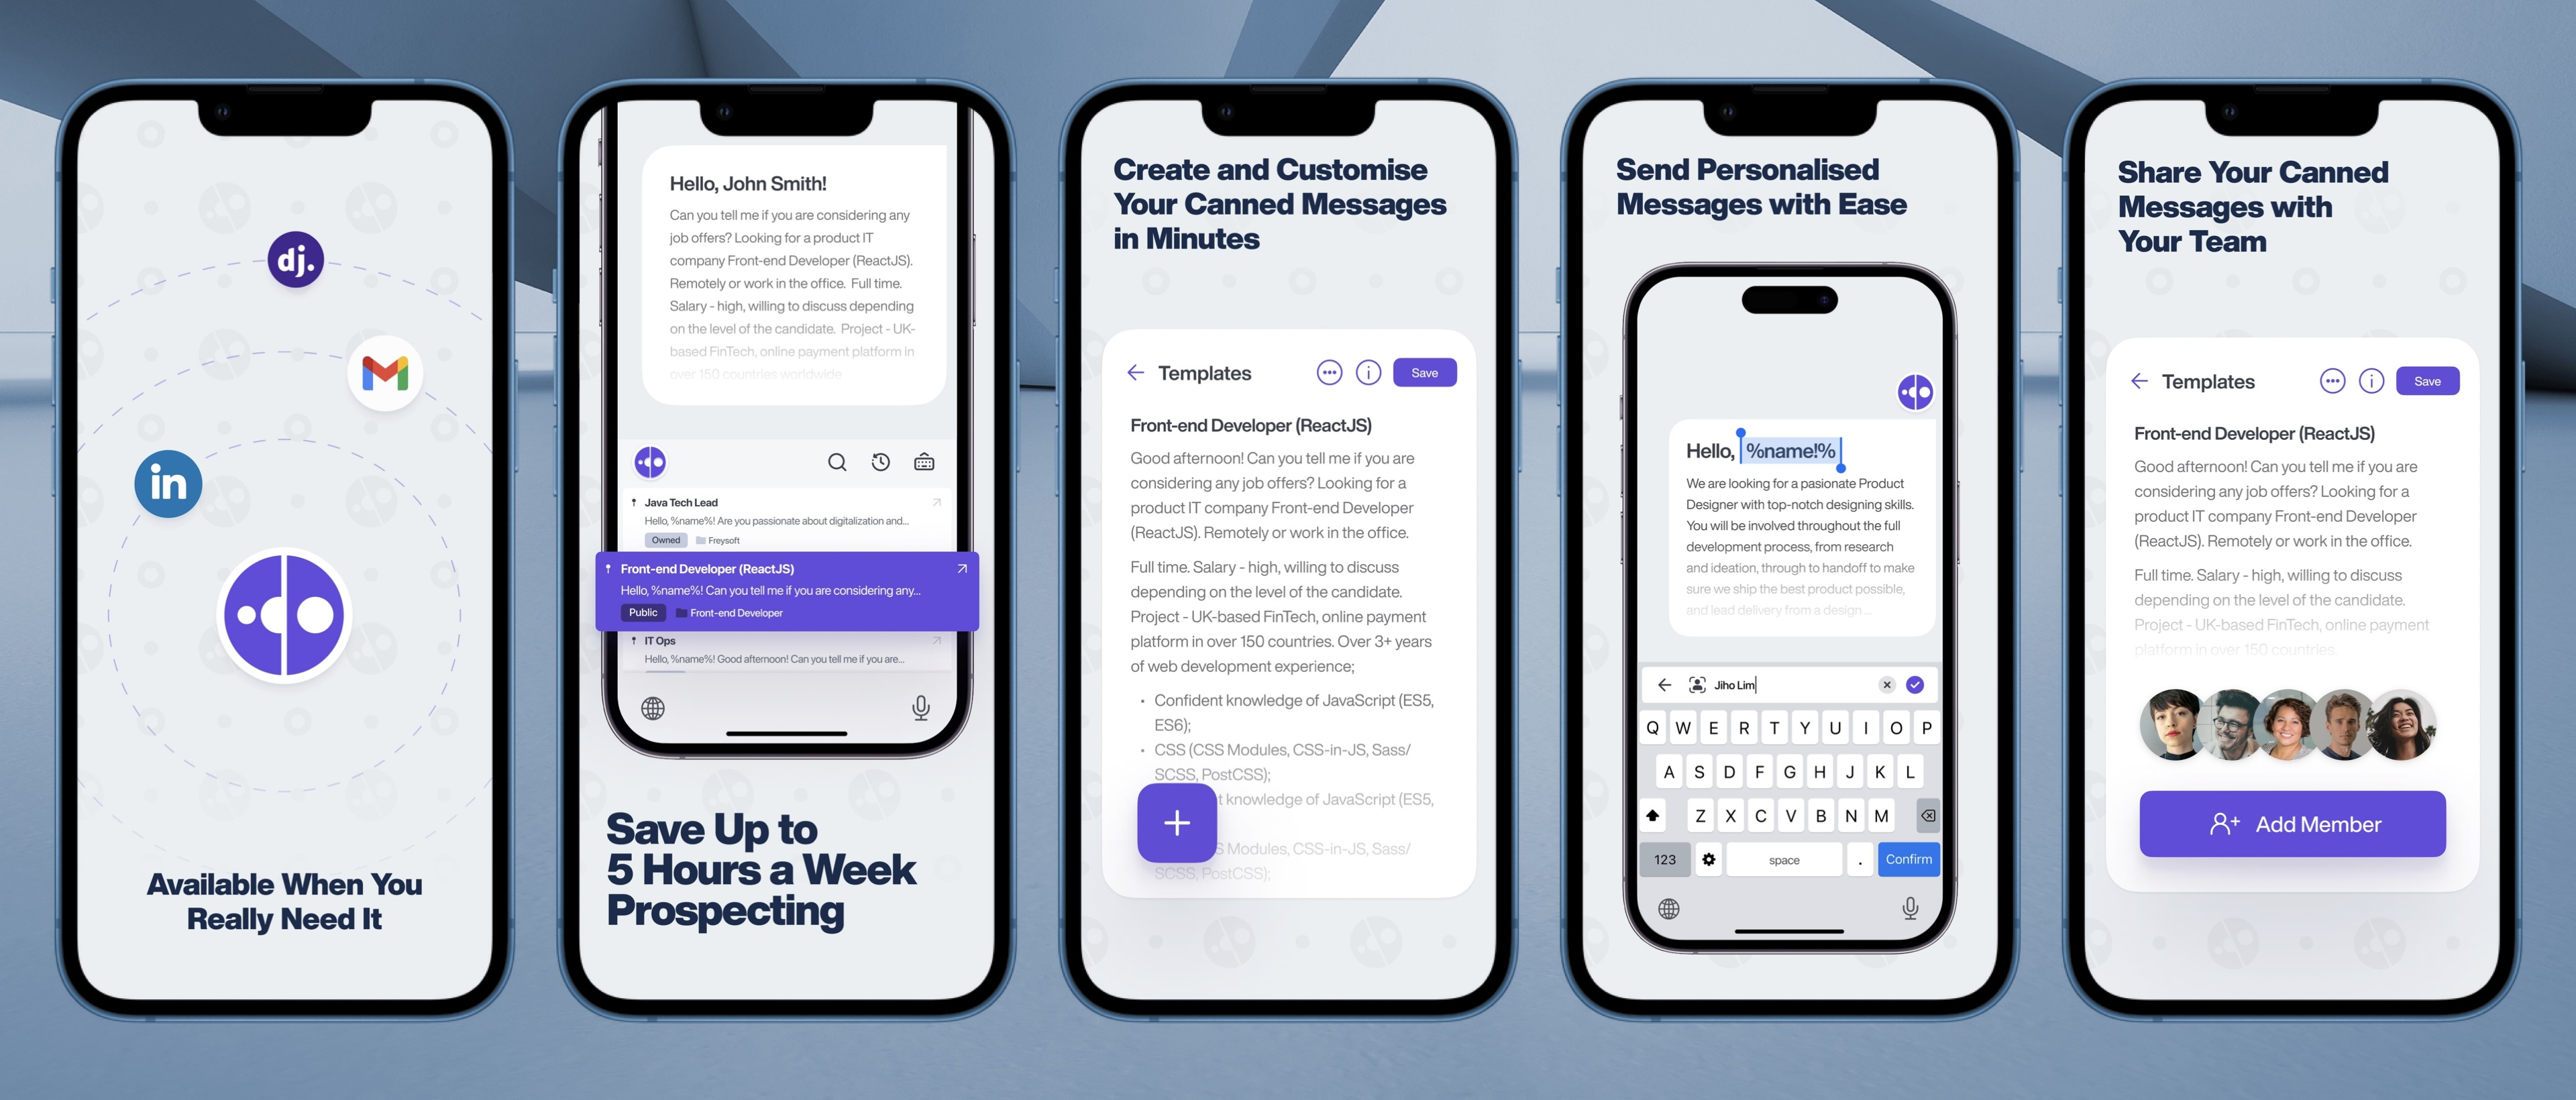 dj.
in
Available When You
Really Need It
Hello, John Smith!
Can you tell me if you are considering any
job offers? Looking for a product IT
company Front-end Developer (ReactJS).
Remotely or work in the office. Full time.
Salary - high, willing to discuss depending
on the level of the candidate. Project - UK-
based FinTech, online payment platform in
over 150 countries worldwide
Java Tech Lead
Hello, %name%! Are you passionate about digitalization and...
Owned Freysoft
Front-end Developer (ReactJS)
Hello, %name%! Can you tell me if you are considering any...
Public Front-end Developer
IT Ops
Hello, %name%! Good afternoon! Can you tell me if you are...
Save Up to
5 Hours a Week
Prospecting
Create and Customise
Your Canned Messages
in Minutes
Templates Save
Front-end Developer (ReactJS)
Good afternoon! Can you tell me if you are
considering any job offers? Looking for a
product IT company Front-end Developer
(ReactJS). Remotely or work in the office.
Full time. Salary - high, willing to discuss
depending on the level of the candidate.
Project - UK-based FinTech, online payment
platform in over 150 countries. Over 3+ years
of web development experience;
• Confident knowledge of JavaScript (ES5,
ES6);
• CSS (CSS Modules, CSS-in-JS, Sass/
SCSS, PostCSS);
t knowledge of JavaScript (ES5,
S Modules, CSS-in-JS, Sass/
SCSS, PostCSS);
Send Personalised
Messages with Ease
Hello, %name!%
We are looking for a pasionate Product
Designer with top-notch designing skills.
You will be involved throughout the full
development process, from research
and ideation, through to handoff to make
sure we ship the best product possible,
and lead delivery from a design ...
Jiho Lim
Q W E R T Y U I O P
A S D F G H J K L
Z X C V B N M
123 space . Confirm
Share Your Canned
Messages with
Your Team
Templates Save
Front-end Developer (ReactJS)
Good afternoon! Can you tell me if you are
considering any job offers? Looking for a
product IT company Front-end Developer
(ReactJS). Remotely or work in the office.
Full time. Salary - high, willing to discuss
depending on the level of the candidate.
Project - UK-based FinTech, online payment
platform in over 150 countries.
Add Member